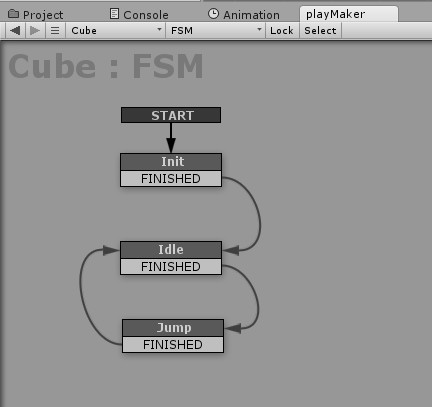 Project Console Animation playMaker
Cube FSM Lock Select
Cube : FSM
START
Init
FINISHED
Idle
FINISHED
Jump
FINISHED